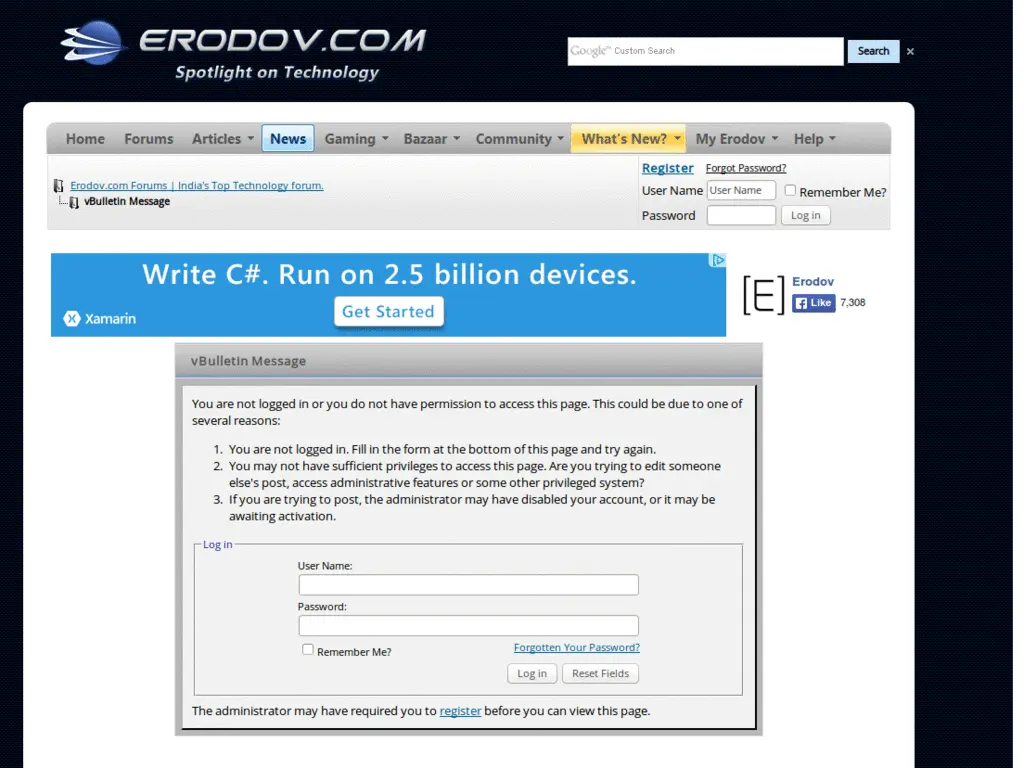 ERODOV.COM
Spotlight on Technology
Google™ Custom Search
Search
×
Home Forums Articles News Gaming Bazaar Community What's New? My Erodov Help
Register Forgot Password?
Erodov.com Forums | India's Top Technology forum.
vBulletin Message
User Name User Name Remember Me?
Password Log in
Write C#. Run on 2.5 billion devices.
Get Started
Xamarin
[E]
Erodov
Like 7,308
vBulletin Message
You are not logged in or you do not have permission to access this page. This could be due to one of
several reasons:
1. You are not logged in. Fill in the form at the bottom of this page and try again.
2. You may not have sufficient privileges to access this page. Are you trying to edit someone
else's post, access administrative features or some other privileged system?
3. If you are trying to post, the administrator may have disabled your account, or it may be
awaiting activation.
Log in
User Name:
Password:
Remember Me? Forgotten Your Password?
Log in Reset Fields
The administrator may have required you to register before you can view this page.